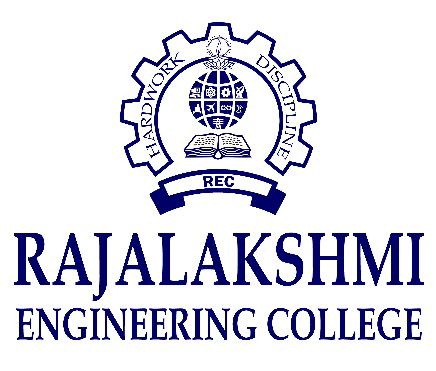 HARDWORK
DISCIPLINE
REC
RAJALAKSHMI
ENGINEERING COLLEGE